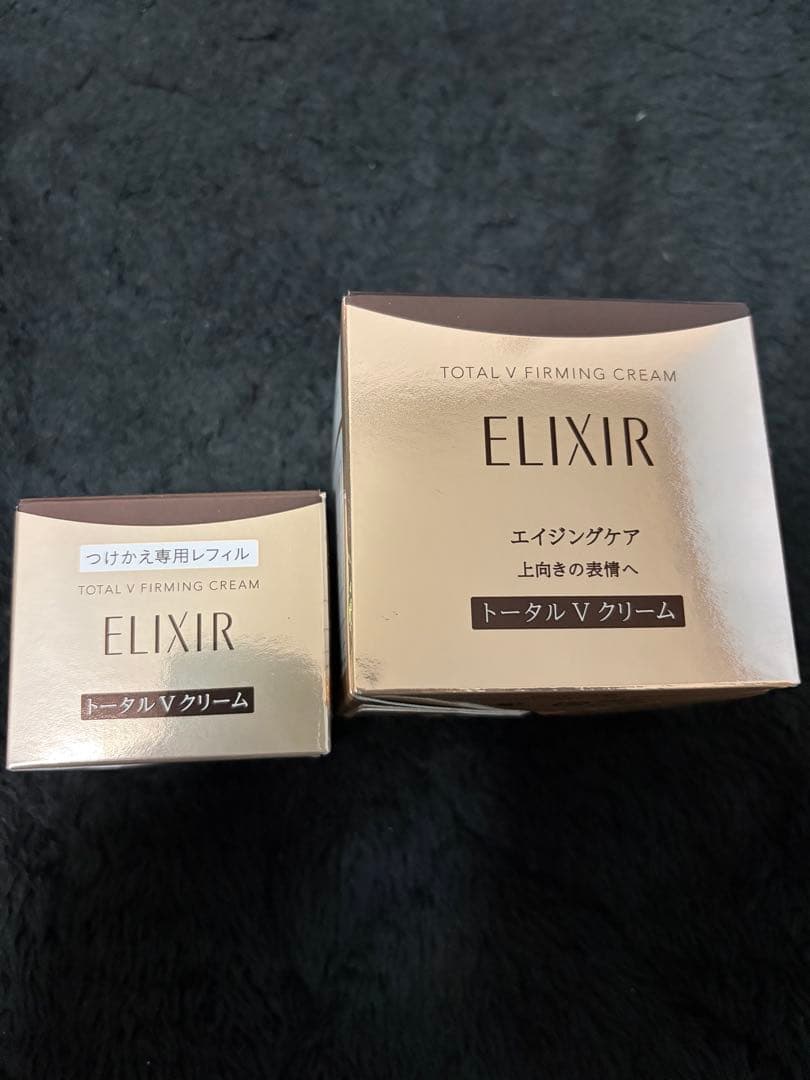 つけかえ専用レフィル
TOTAL V FIRMING CREAM
ELIXIR
トータル V クリーム
TOTAL V FIRMING CREAM
ELIXIR
エイジングケア
上向きの表情へ
トータル V クリーム